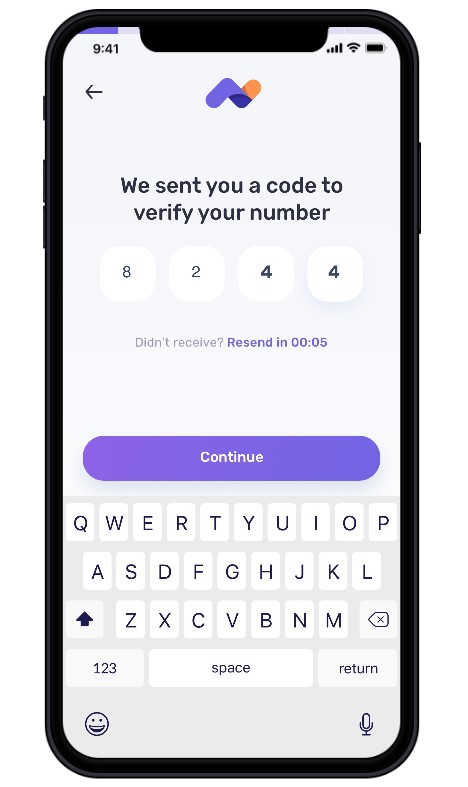 9:41
We sent you a code to
verify your number
8 2 4 4
Didn't receive? Resend in 00:05
Continue
Q W E R T Y U I O P
A S D F G H J K L
Z X C V B N M
123 space return